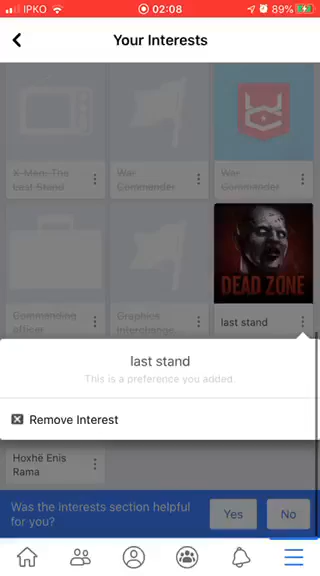 IPKO 02:08 89%
Your Interests
X-Men: The
Last Stand
War
Commander
War
Commander
DEAD ZONE
Commanding
officer
Graphics
Interchange
last stand
last stand
This is a preference you added.
Remove Interest
Hoxhë Enis
Rama
Was the Interests section helpful
for you?
Yes
No